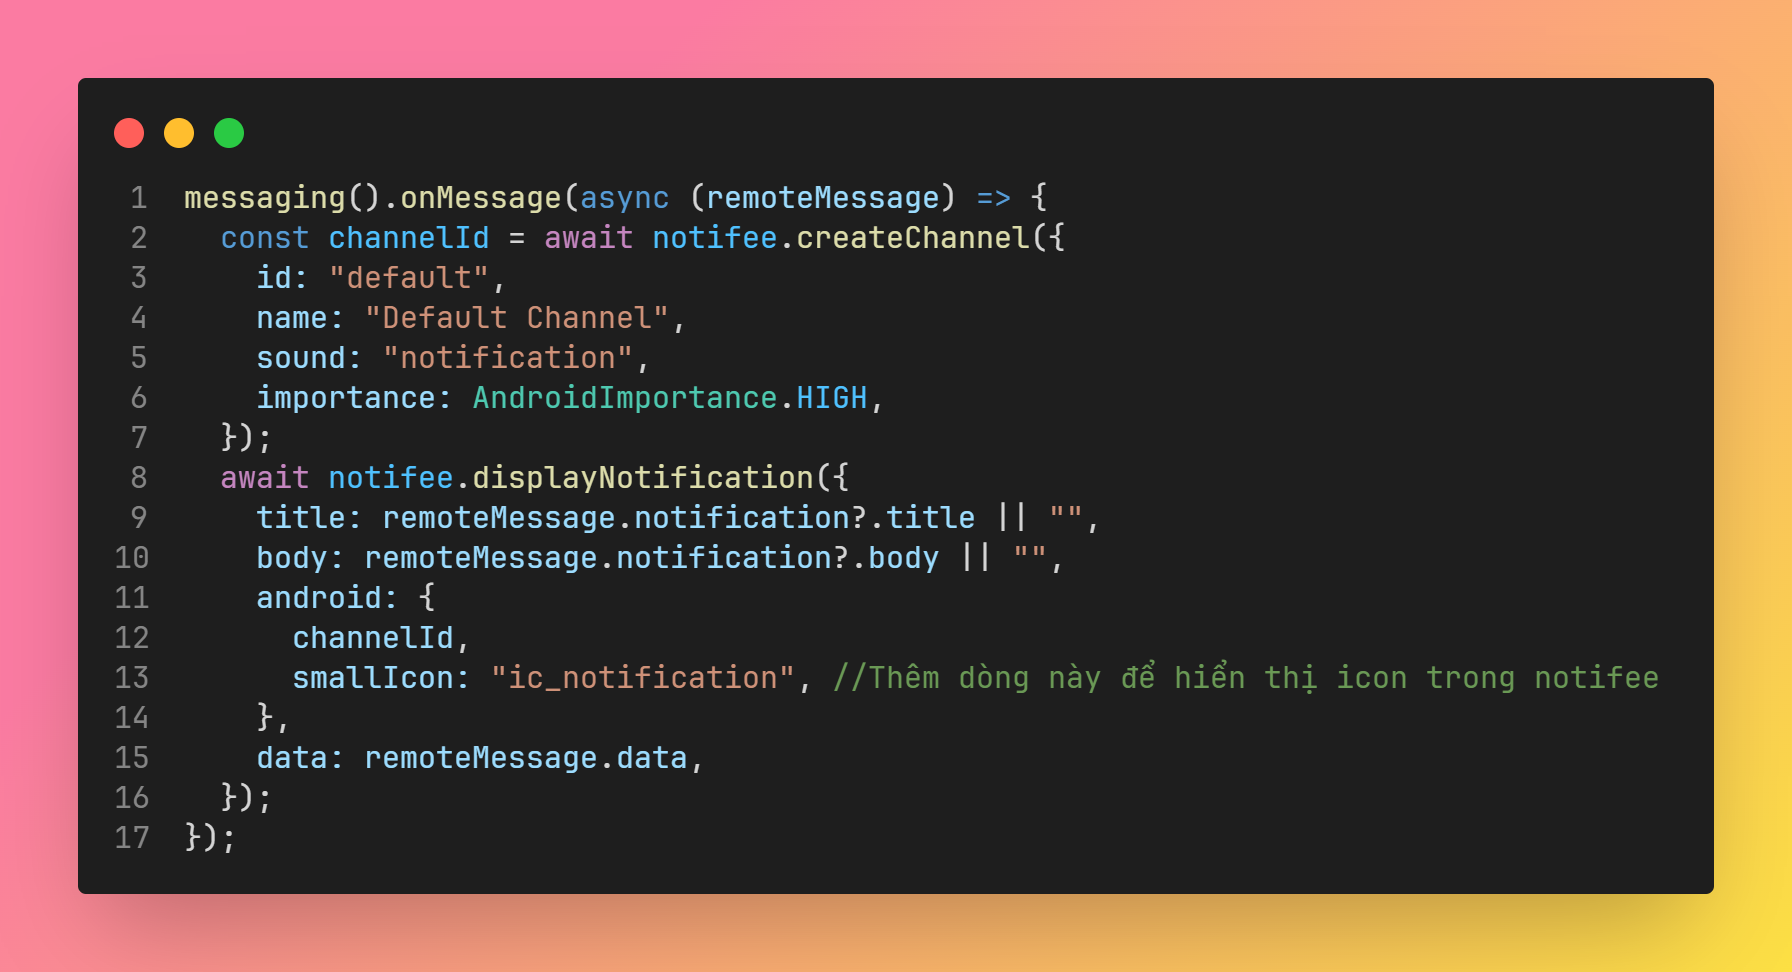 1 messaging().onMessage(async (remoteMessage) => {
2   const channelId = await notifee.createChannel({
3     id: "default",
4     name: "Default Channel",
5     sound: "notification",
6     importance: AndroidImportance.HIGH,
7   });
8   await notifee.displayNotification({
9     title: remoteMessage.notification?.title || "",
10     body: remoteMessage.notification?.body || "",
11     android: {
12       channelId,
13       smallIcon: "ic_notification", //Thêm dòng này để hiển thị icon trong notifee
14     },
15     data: remoteMessage.data,
16   });
17 });